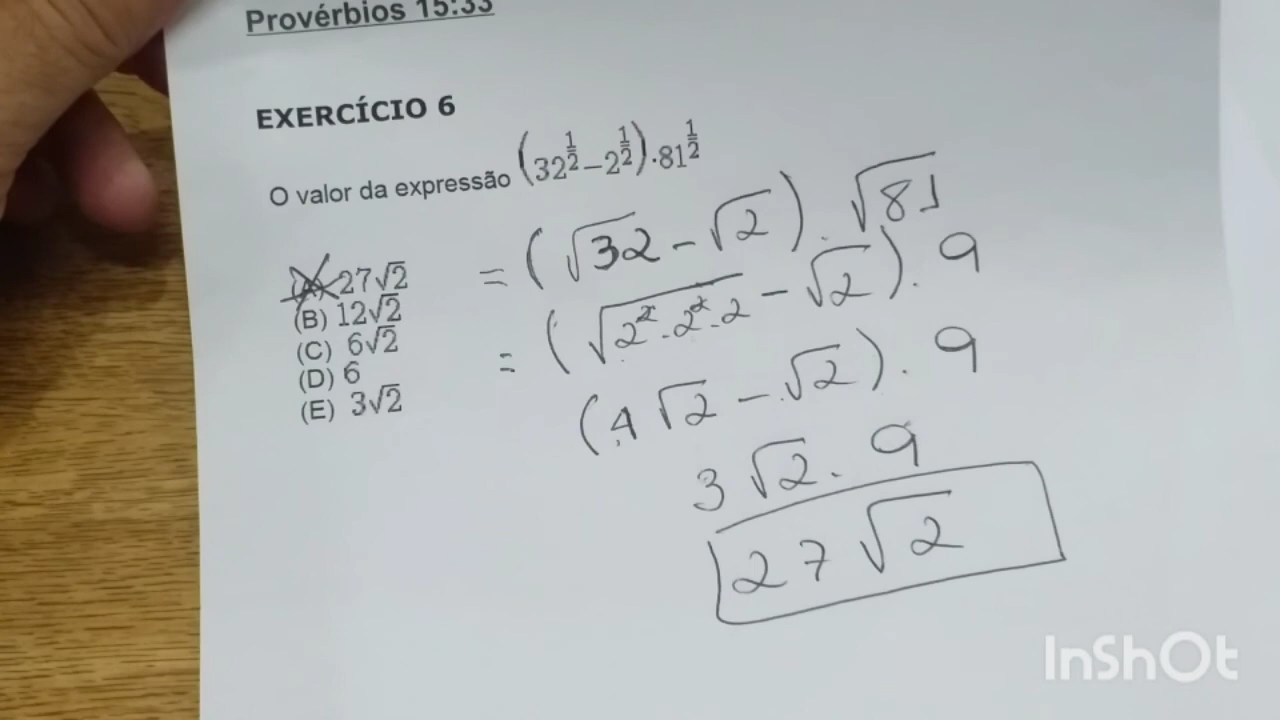 Provérbios 15:33
EXERCÍCIO 6
O valor da expressão (32^{1/2} − 2^{1/2}) · 81^{1/2}
(A) 27√2
(B) 12√2
(C) 6√2
(D) 6
(E) 3√2
= (√32 − √2) . √81
= (√2² . 2² . 2 − √2) . 9
(4√2 − √2) . 9
3√2 . 9
27√2
InShOt